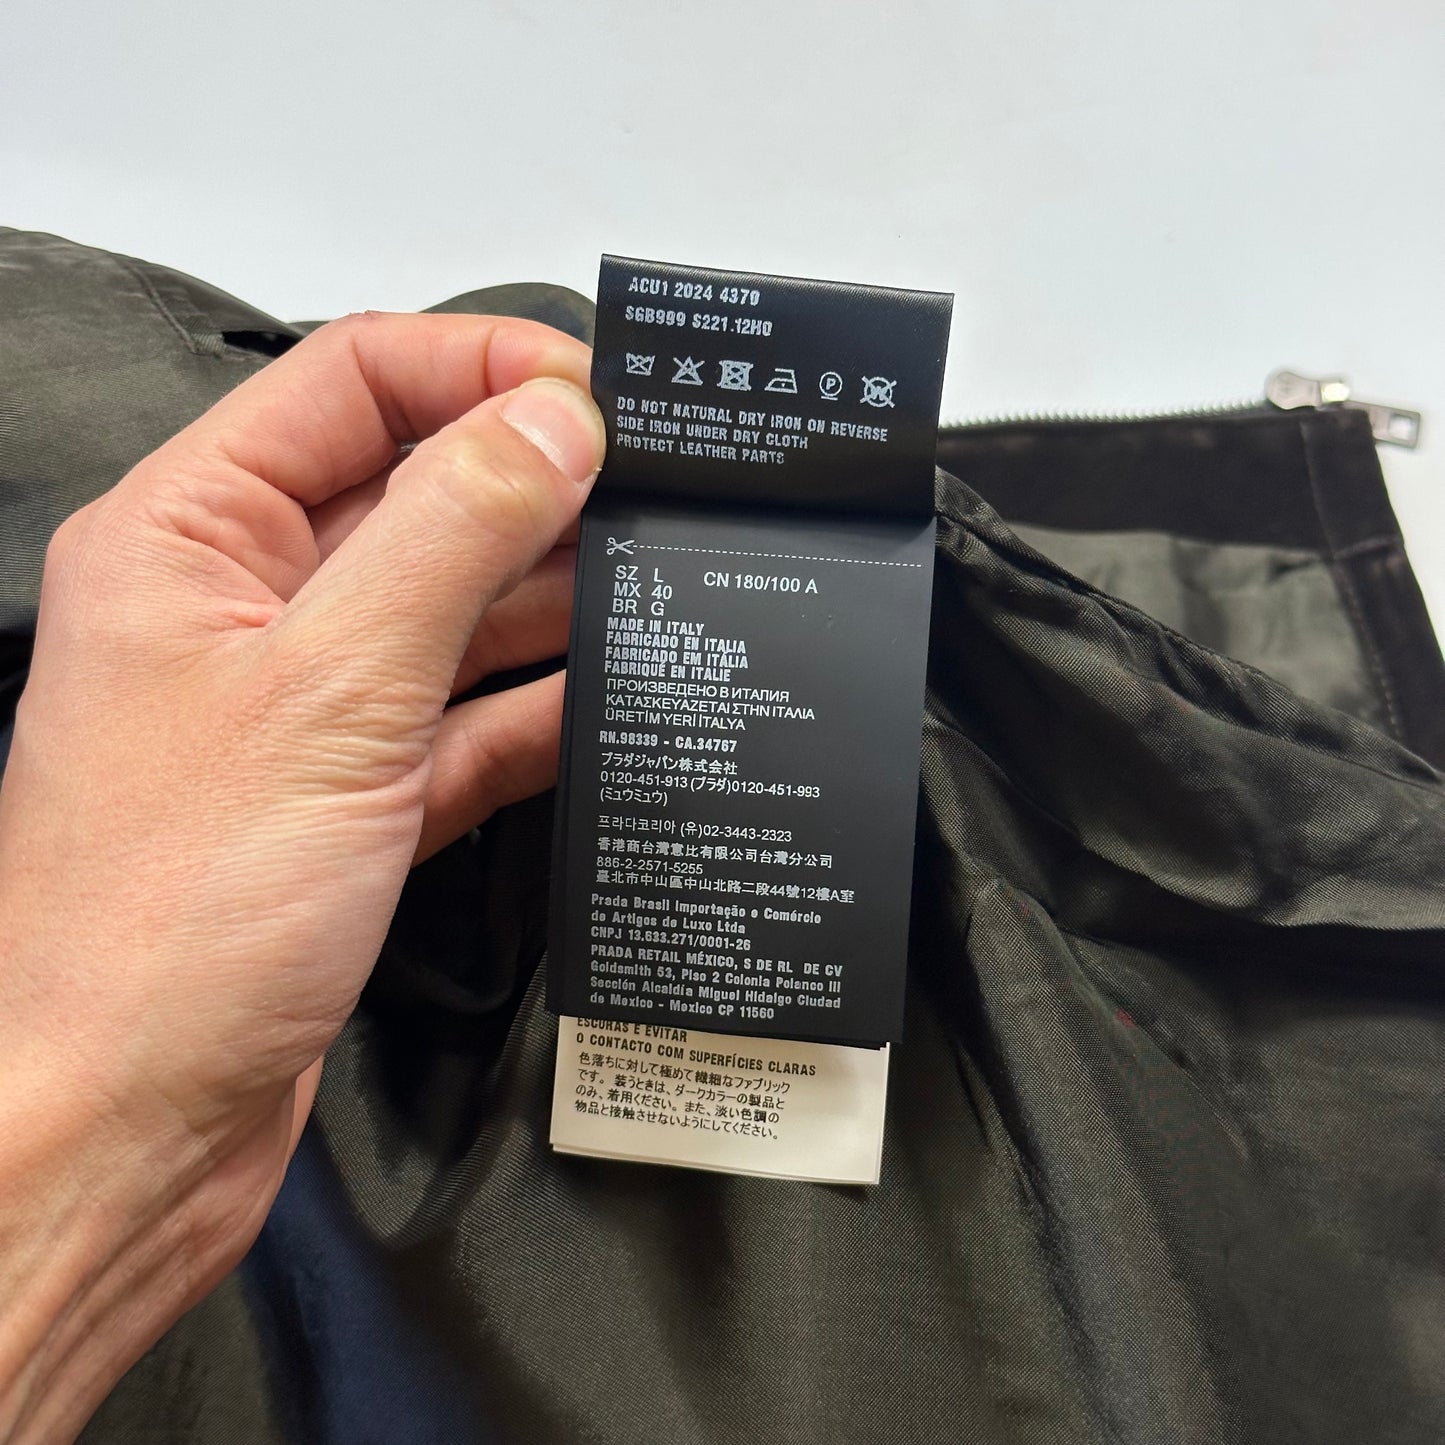 ACU1 2024 4379
SGB999 S221.12H0
P
W
DO NOT NATURAL DRY IRON ON REVERSE
SIDE IRON UNDER DRY CLOTH
PROTECT LEATHER PARTS
SZ L CN 180/100 A
MX 40
BR G
MADE IN ITALY
FABRICADO EN ITALIA
FABRICADO EM ITÁLIA
FABRIQUÉ EN ITALIE
ПРОИЗВЕДЕНО В ИТАЛИЯ
ΚΑΤΑΣΚΕΥΑΖΕΤΑΙ ΣΤΗΝ ΙΤΑΛΙΑ
ÜRETİM YERİ İTALYA
RN.98339 - CA.34767
プラダジャパン株式会社
0120-451-913 (プラダ)0120-451-993
(ミュウミュウ)
프라다코리아 (유)02-3443-2323
香港商台灣意比有限公司台灣分公司
886-2-2571-5255
臺北市中山區中山北路二段44號12樓A室
Prada Brasil Importação e Comércio
de Artigos de Luxo Ltda
CNPJ 13.633.271/0001-26
PRADA RETAIL MÉXICO, S DE RL DE CV
Goldsmith 53, Piso 2 Colonia Polanco III
Sección Alcaldía Miguel Hidalgo Ciudad
de Mexico - Mexico CP 11560
ESCURAS E EVITAR
O CONTACTO COM SUPERFÍCIES CLARAS
色落ちに対して極めて繊細なファブリック
です。 装うときは、ダークカラーの製品と
のみ、着用ください。また、淡い色調の
物品と接触させないようにしてください。